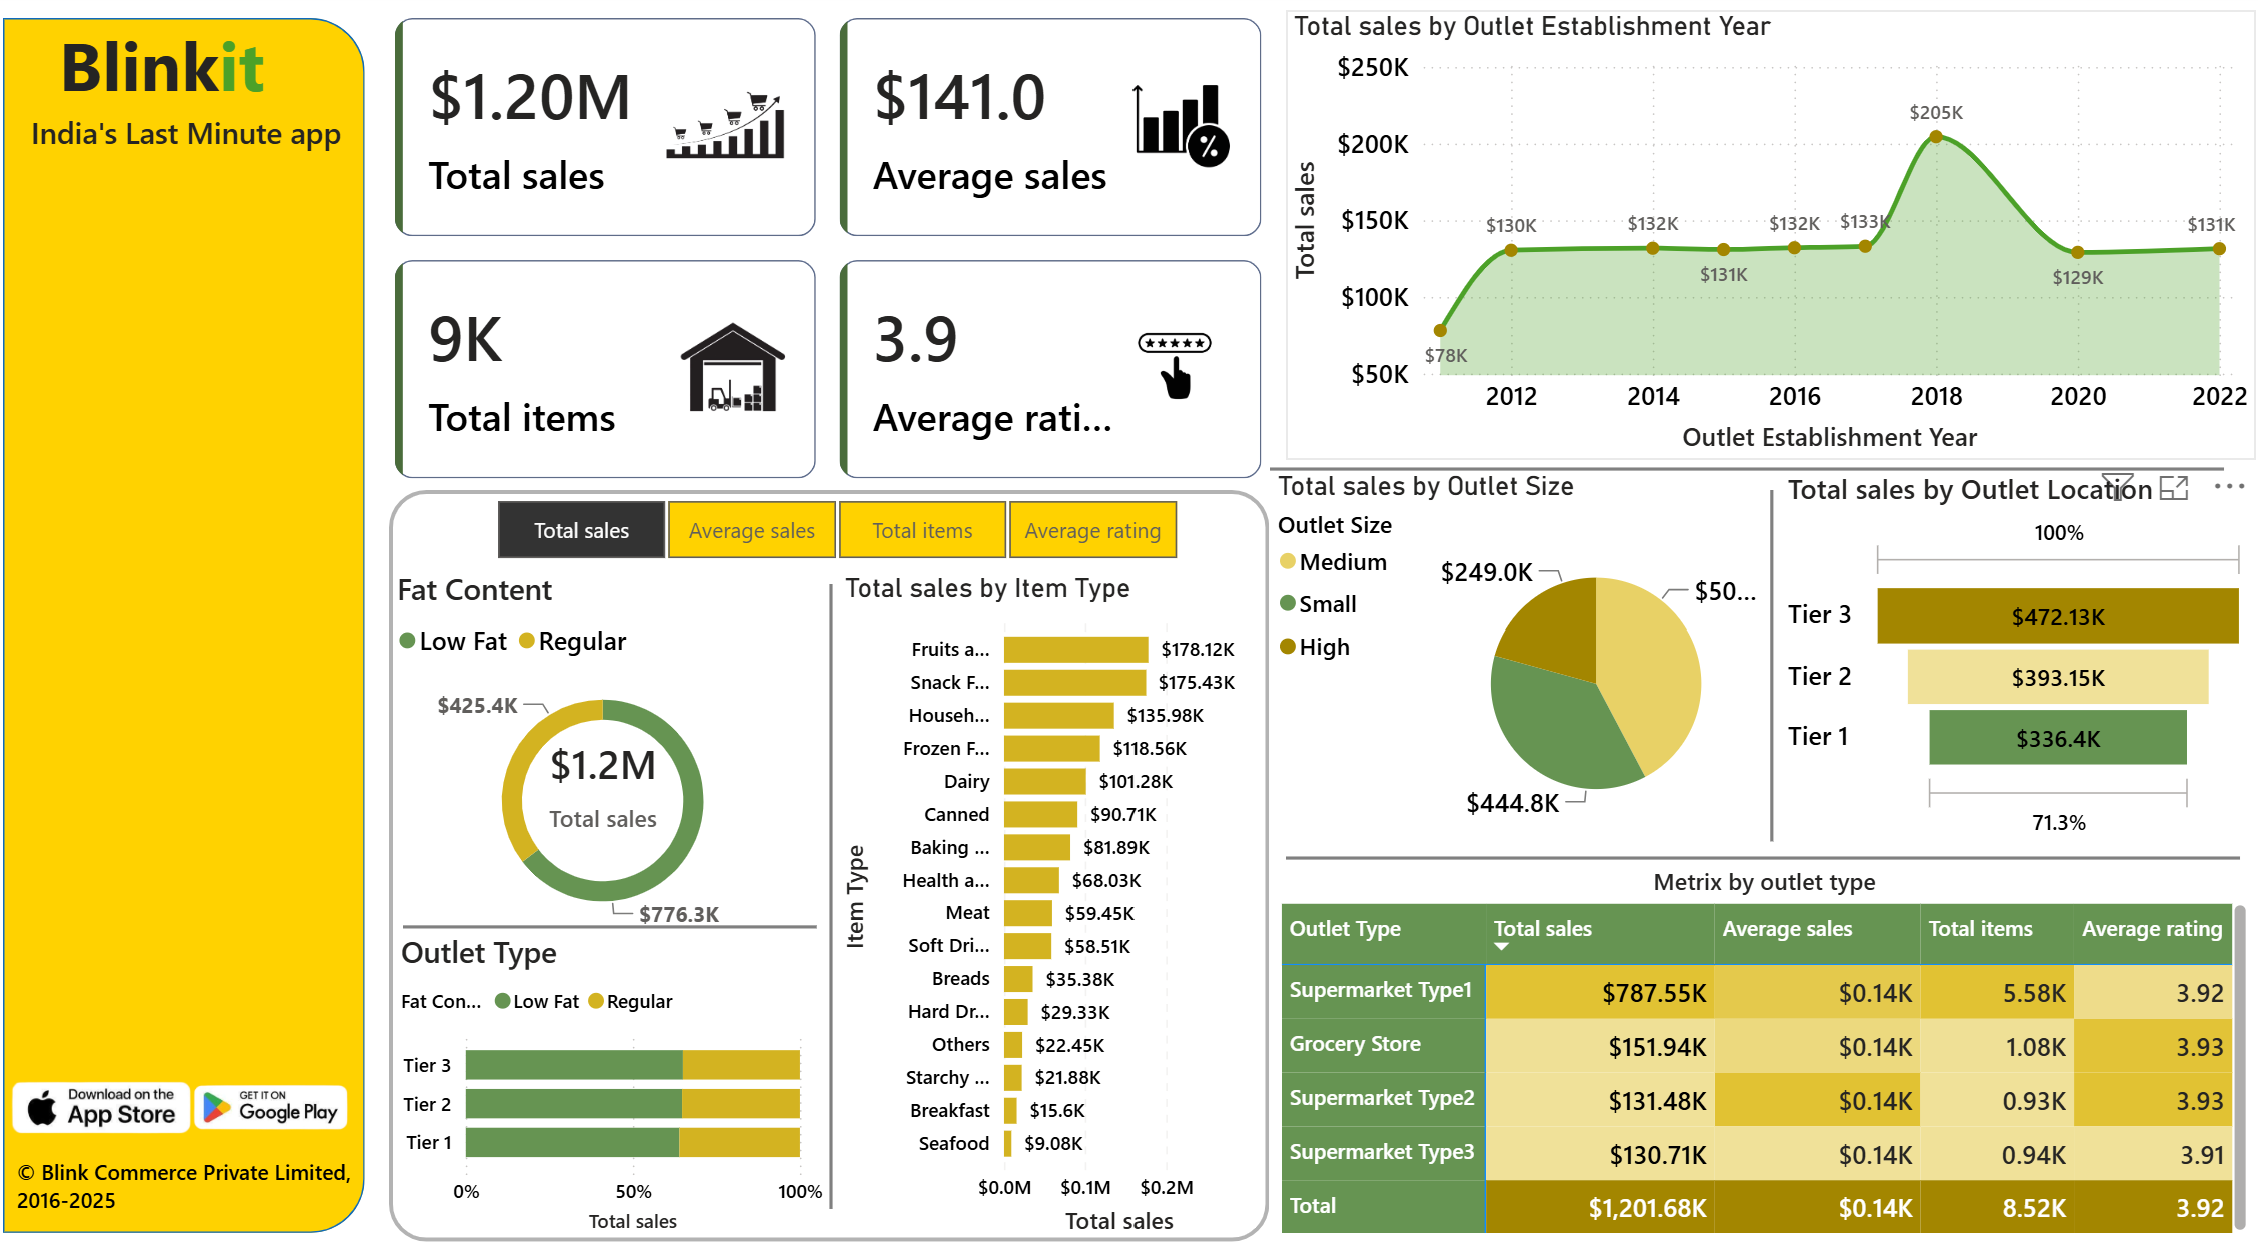 Blinkit
India's Last Minute app
Download on the
App Store
GET IT ON
Google Play
© Blink Commerce Private Limited,
2016-2025
$1.20M
Total sales
$141.0
Average sales
9K
Total items
3.9
Average rati...
Total sales
Average sales
Total items
Average rating
Fat Content
Low Fat
Regular
$425.4K
$1.2M
Total sales
$776.3K
Outlet Type
Fat Con...
Low Fat
Regular
Tier 3
Tier 2
Tier 1
0%
50%
100%
Total sales
Total sales by Item Type
Item Type
Fruits a... $178.12K
Snack F... $175.43K
Househ... $135.98K
Frozen F... $118.56K
Dairy $101.28K
Canned $90.71K
Baking ... $81.89K
Health a... $68.03K
Meat $59.45K
Soft Dri... $58.51K
Breads $35.38K
Hard Dr... $29.33K
Others $22.45K
Starchy ... $21.88K
Breakfast $15.6K
Seafood $9.08K
$0.0M $0.1M $0.2M
Total sales
Total sales by Outlet Establishment Year
Total sales
$250K
$200K
$150K
$100K
$50K
$78K
$130K
$132K
$131K
$132K
$133K
$205K
$129K
$131K
2012 2014 2016 2018 2020 2022
Outlet Establishment Year
Total sales by Outlet Size
Outlet Size
Medium
Small
High
$249.0K
$50...
$444.8K
Total sales by Outlet Location
100%
Tier 3 $472.13K
Tier 2 $393.15K
Tier 1 $336.4K
71.3%
Metrix by outlet type
Outlet Type Total sales Average sales Total items Average rating
Supermarket Type1 $787.55K $0.14K 5.58K 3.92
Grocery Store $151.94K $0.14K 1.08K 3.93
Supermarket Type2 $131.48K $0.14K 0.93K 3.93
Supermarket Type3 $130.71K $0.14K 0.94K 3.91
Total $1,201.68K $0.14K 8.52K 3.92